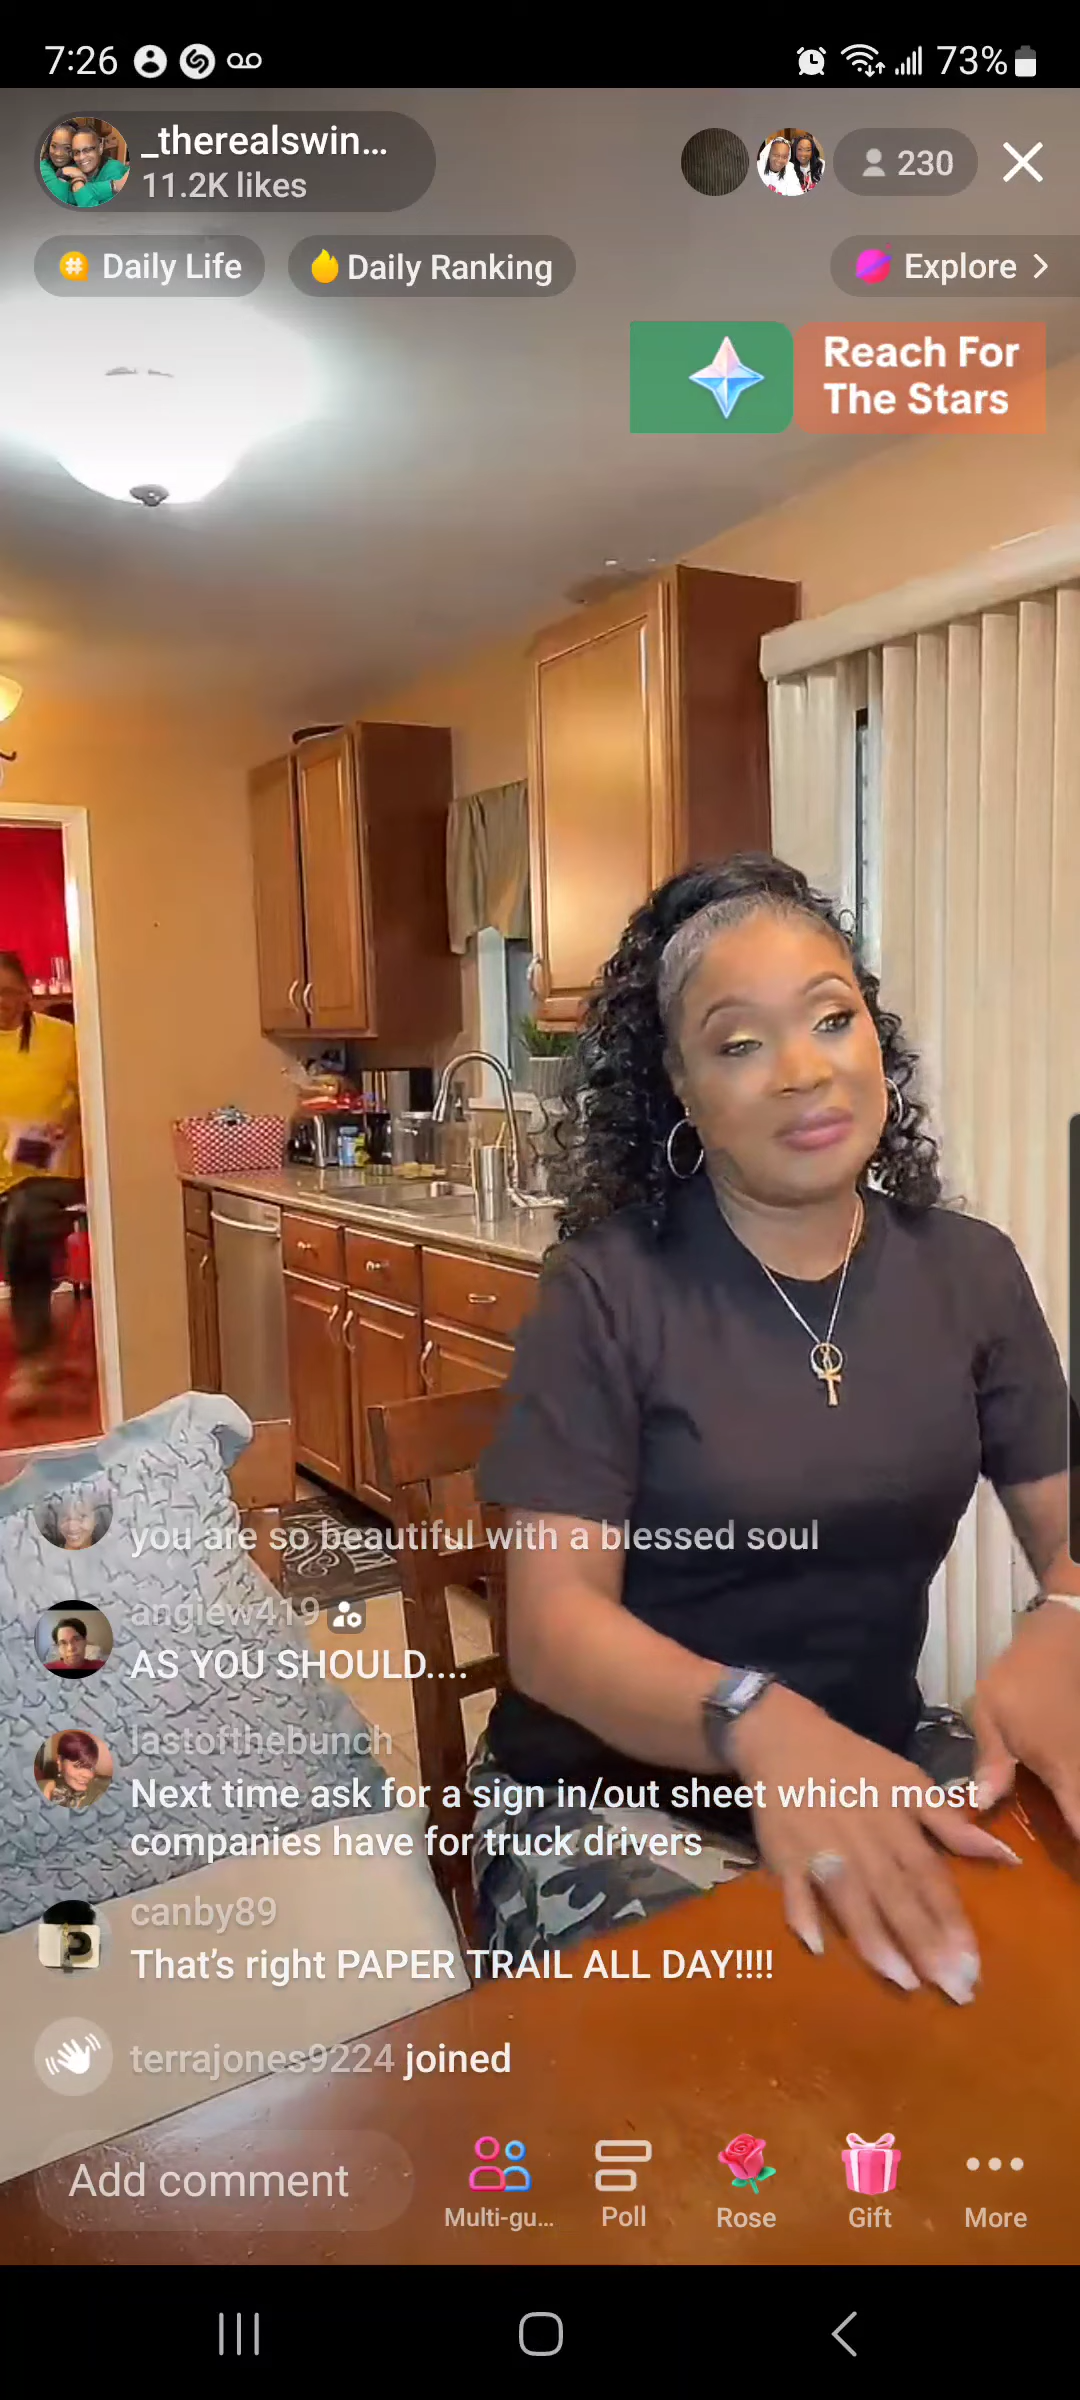 7:26
73%
_therealswin...
11.2K likes
230
Daily Life
Daily Ranking
Explore
Reach For
The Stars
you are so beautiful with a blessed soul
angiew419
AS YOU SHOULD....
lastofthebunch
Next time ask for a sign in/out sheet which most
companies have for truck drivers
canby89
P
That's right PAPER TRAIL ALL DAY!!!!
terrajones9224 joined
Add comment
Multi-gu...
Poll
Rose
Gift
More